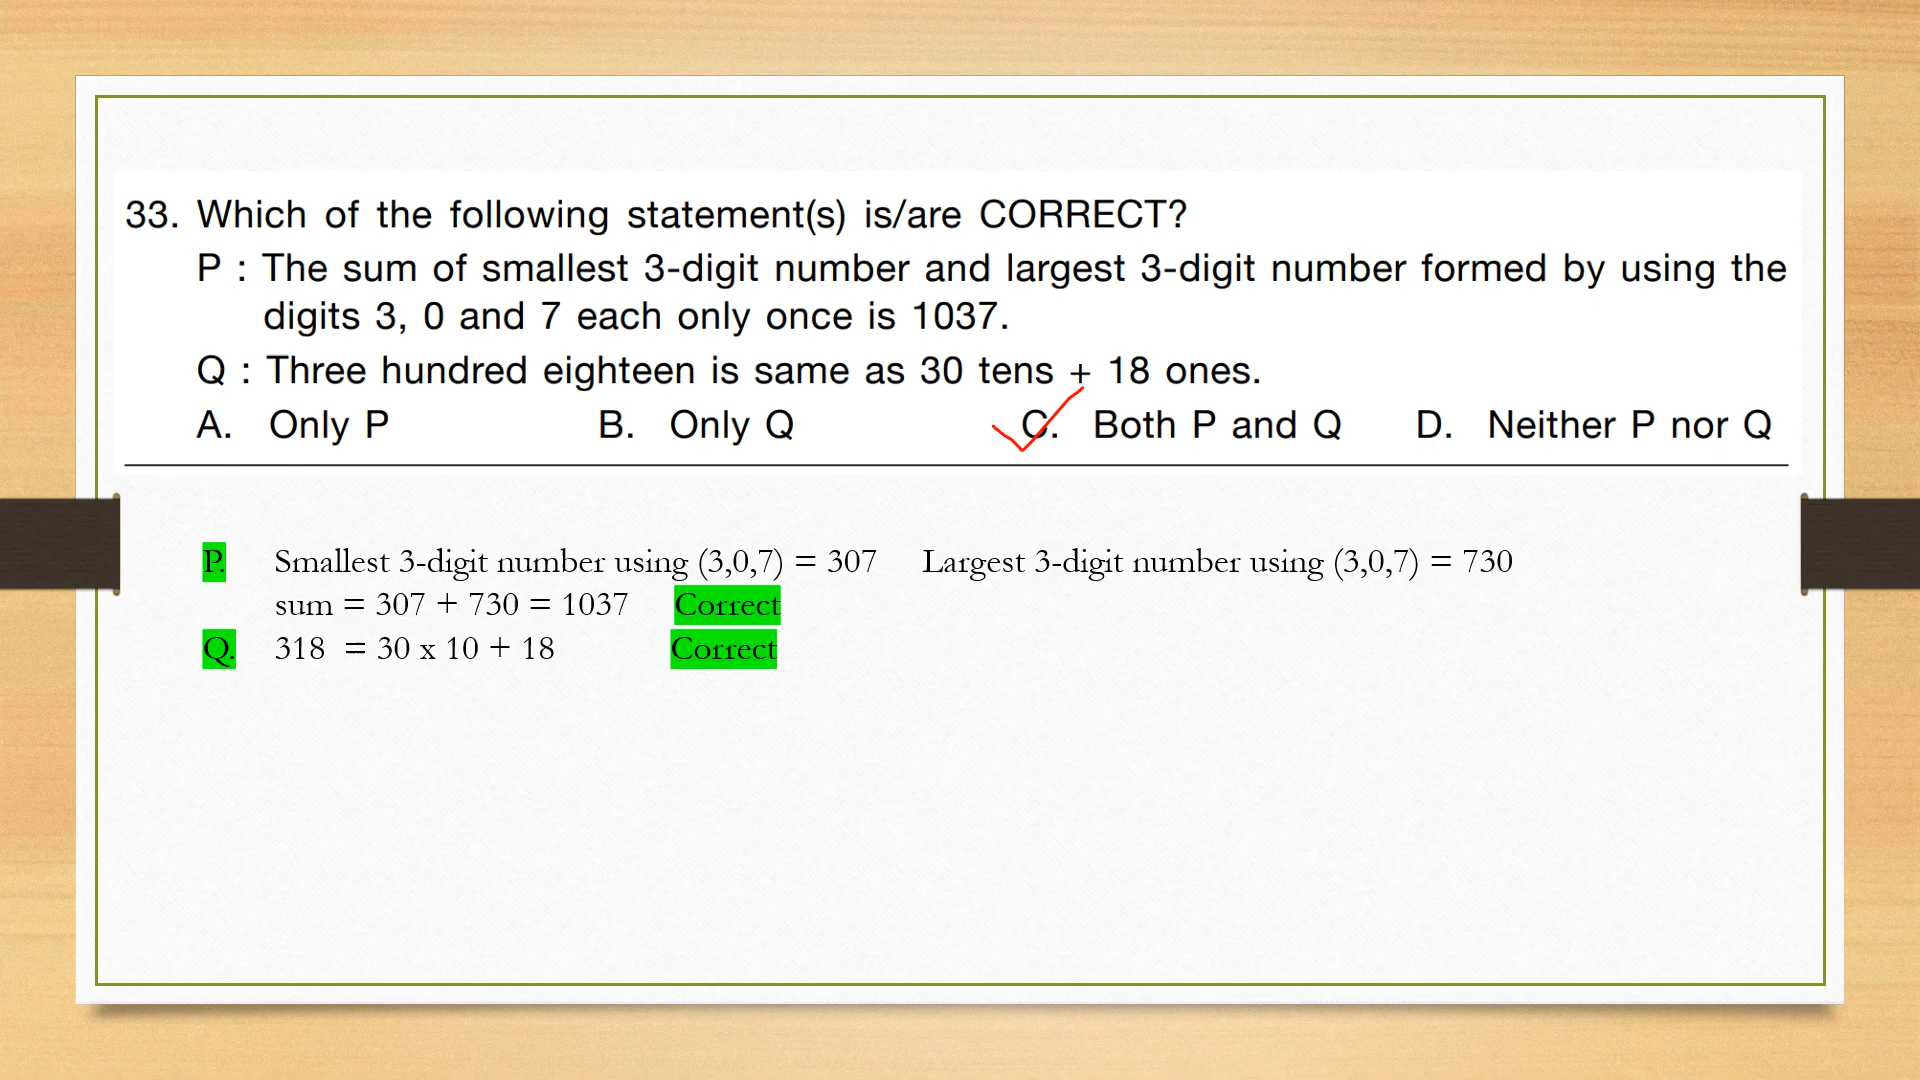 33. Which of the following statement(s) is/are CORRECT?
P : The sum of smallest 3-digit number and largest 3-digit number formed by using the
digits 3, 0 and 7 each only once is 1037.
Q : Three hundred eighteen is same as 30 tens + 18 ones.
A. Only P B. Only Q C. Both P and Q D. Neither P nor Q
P. Smallest 3-digit number using (3,0,7) = 307 Largest 3-digit number using (3,0,7) = 730
sum = 307 + 730 = 1037 Correct
Q. 318 = 30 x 10 + 18 Correct